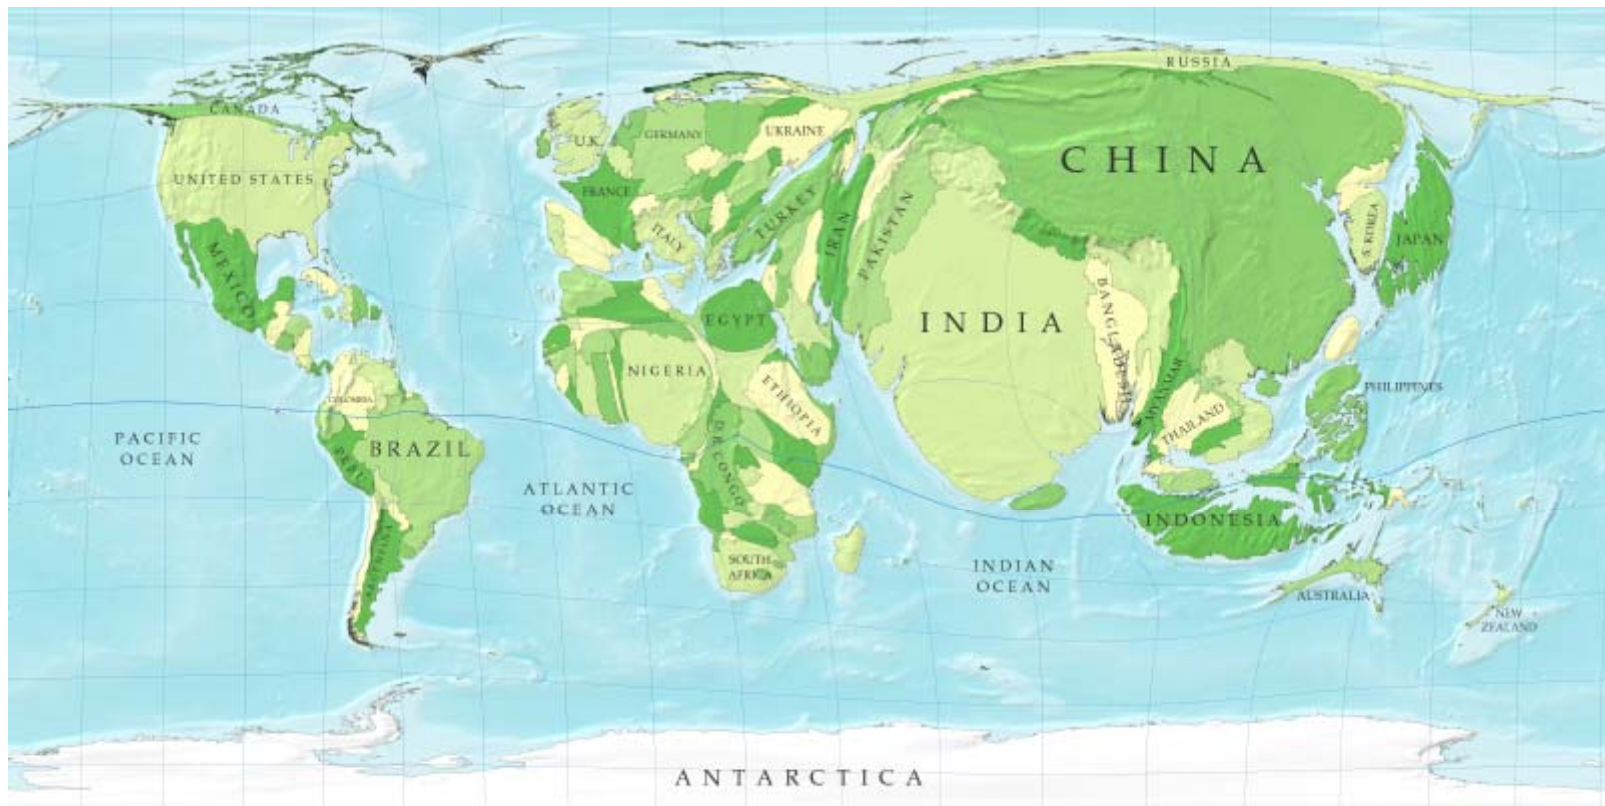 RUSSIA
CANADA
UNITED STATES
MEXICO
U.K.
GERMANY
UKRAINE
FRANCE
ITALY
TURKEY
IRAN
PAKISTAN
CHINA
S. KOREA
JAPAN
EGYPT
INDIA
BANGLADESH
MYANMAR
NIGERIA
ETHIOPIA
THAILAND
PHILIPPINES
COLOMBIA
BRAZIL
PERU
D R CONGO
PACIFIC
OCEAN
ATLANTIC
OCEAN
INDONESIA
ARGENTINA
SOUTH
AFRICA
INDIAN
OCEAN
AUSTRALIA
NEW
ZEALAND
ANTARCTICA